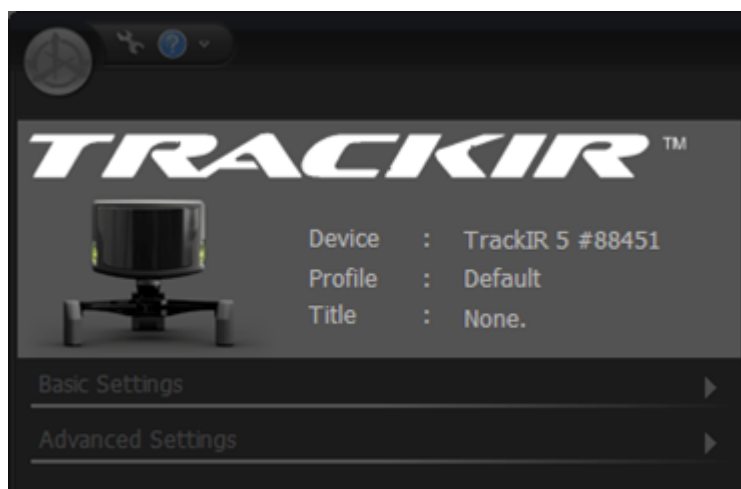 TRACKIR™
Device : TrackIR 5 #88451
Profile : Default
Title : None.
Basic Settings
Advanced Settings